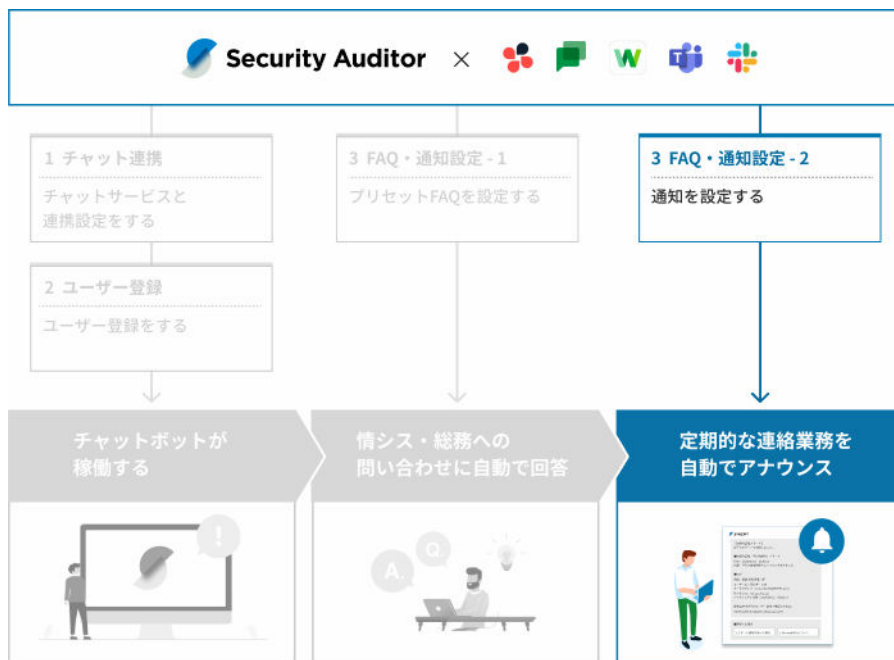 Security Auditor ×
1 チャット連携
チャットサービスと
連携設定をする
2 ユーザー登録
ユーザー登録をする
3 FAQ・通知設定 - 1
プリセットFAQを設定する
3 FAQ・通知設定 - 2
通知を設定する
チャットボットが
稼働する
情シス・総務への
問い合わせに自動で回答
定期的な連絡業務を
自動でアナウンス
!
A.
Q.